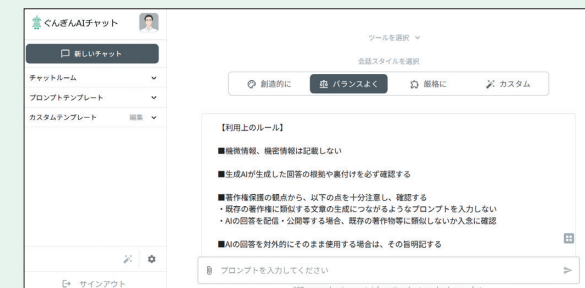 ぐんぎんAIチャット
新しいチャット
チャットルーム
プロンプトテンプレート
カスタムテンプレート 編集
サインアウト
ツールを選択
会話スタイルを選択
創造的に バランスよく 厳格に カスタム
【利用上のルール】
■機微情報、機密情報は記載しない
■生成AIが生成した回答の根拠や裏付けを必ず確認する
■著作権保護の観点から、以下の点を十分注意し、確認する
・既存の著作権に類似する文章の生成につながるようなプロンプトを入力しない
・AIの回答を配信・公開等する場合、既存の著作物等に類似しないか入念に確認
■AIの回答を対外的にそのまま使用する場合は、その旨明記する
プロンプトを入力してください